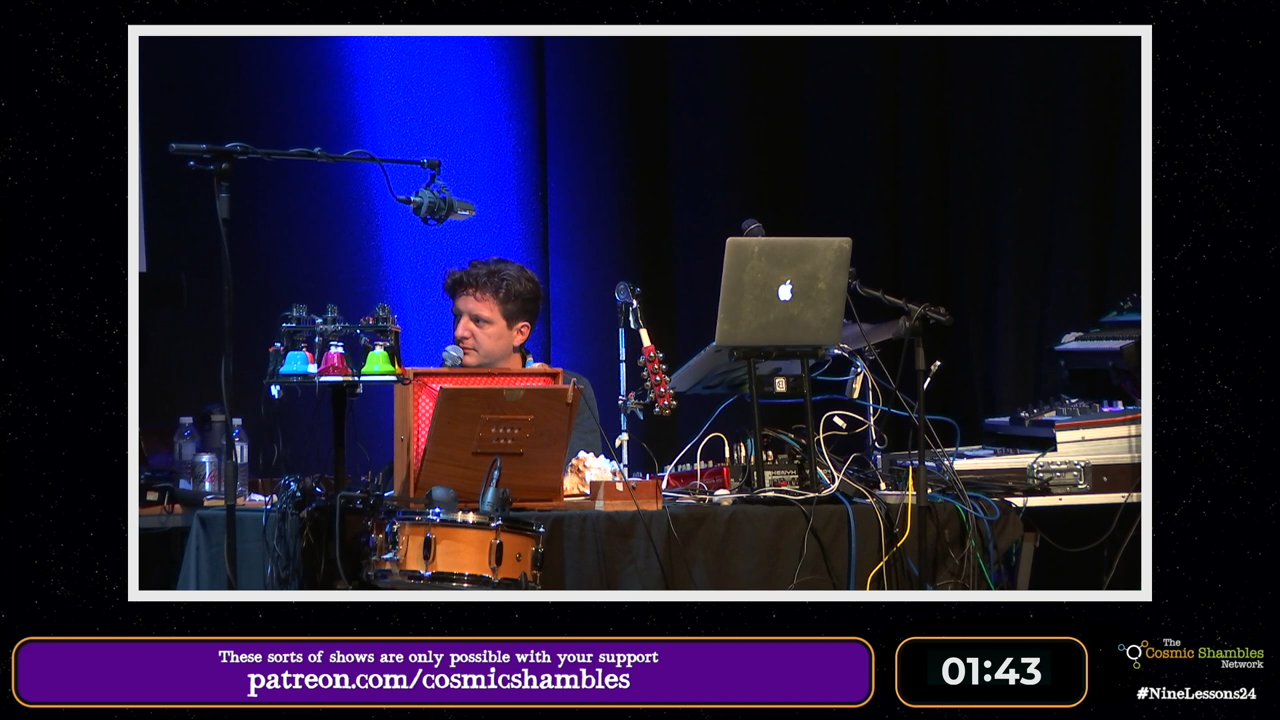 These sorts of shows are only possible with your support
patreon.com/cosmicshambles
01:43
The
Cosmic Shambles
Network
#NineLessons24